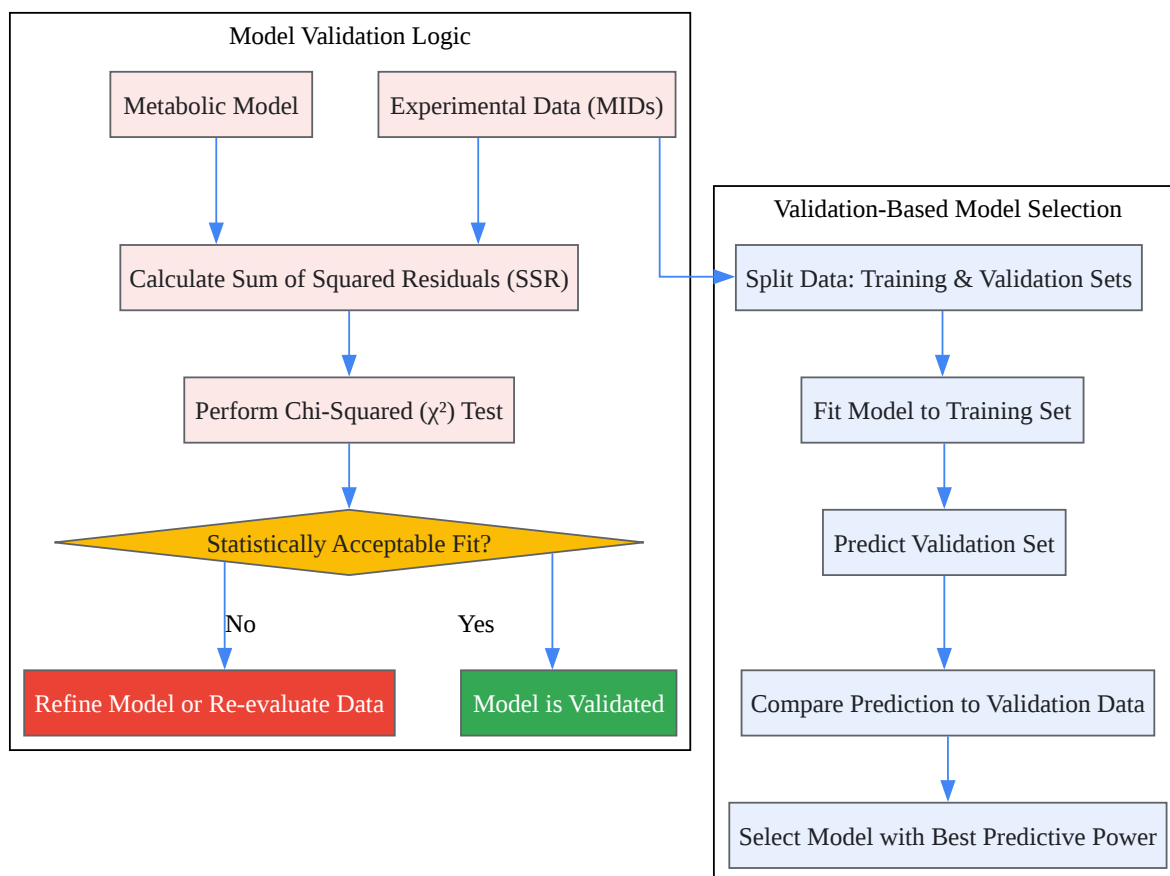 Model Validation Logic
Metabolic Model
Experimental Data (MIDs)
Calculate Sum of Squared Residuals (SSR)
Perform Chi-Squared (χ²) Test
Statistically Acceptable Fit?
No
Yes
Refine Model or Re-evaluate Data
Model is Validated
Validation-Based Model Selection
Split Data: Training & Validation Sets
Fit Model to Training Set
Predict Validation Set
Compare Prediction to Validation Data
Select Model with Best Predictive Power